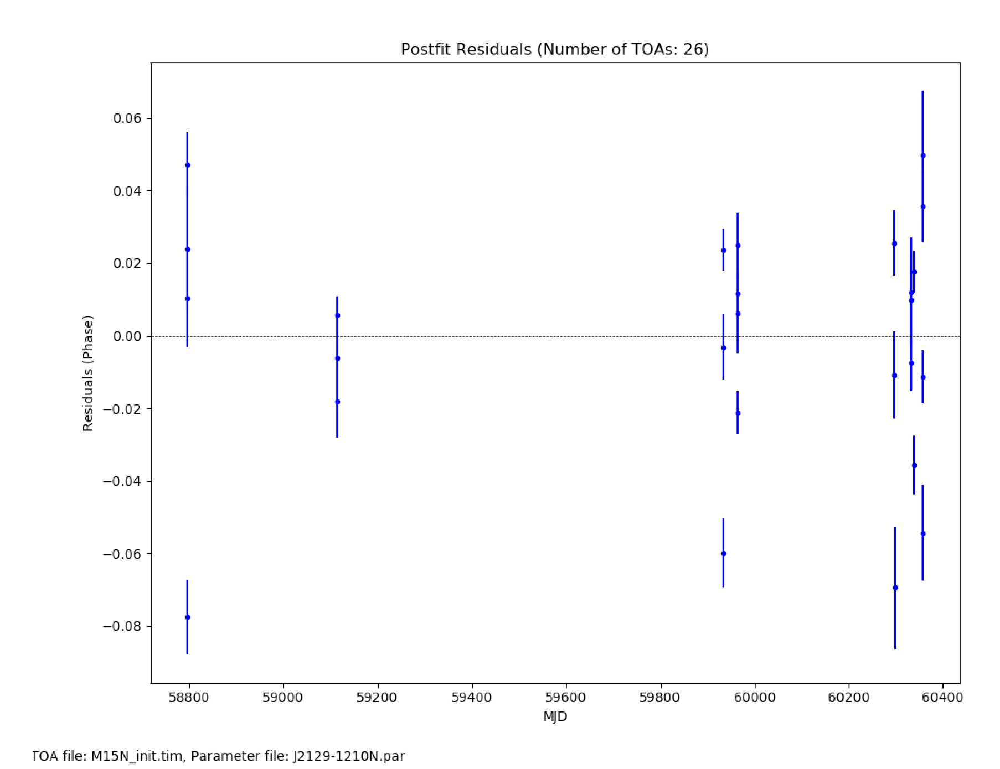 Postfit Residuals (Number of TOAs: 26)
0.06
0.04
0.02
0.00
−0.02
−0.04
−0.06
−0.08
Residuals (Phase)
58800 59000 59200 59400 59600 59800 60000 60200 60400
MJD
TOA file: M15N_init.tim, Parameter file: J2129-1210N.par